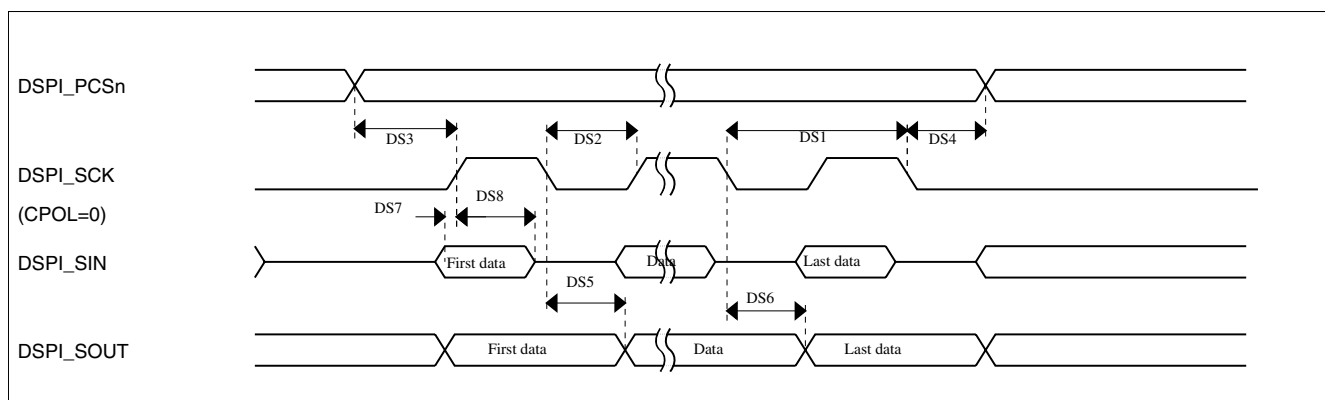 DSPI_PCSn
DS3
DS2
DS1
DS4
DSPI_SCK
(CPOL=0)
DS7
DS8
DSPI_SIN
First data
Data
Last data
DS5
DS6
DSPI_SOUT
First data
Data
Last data